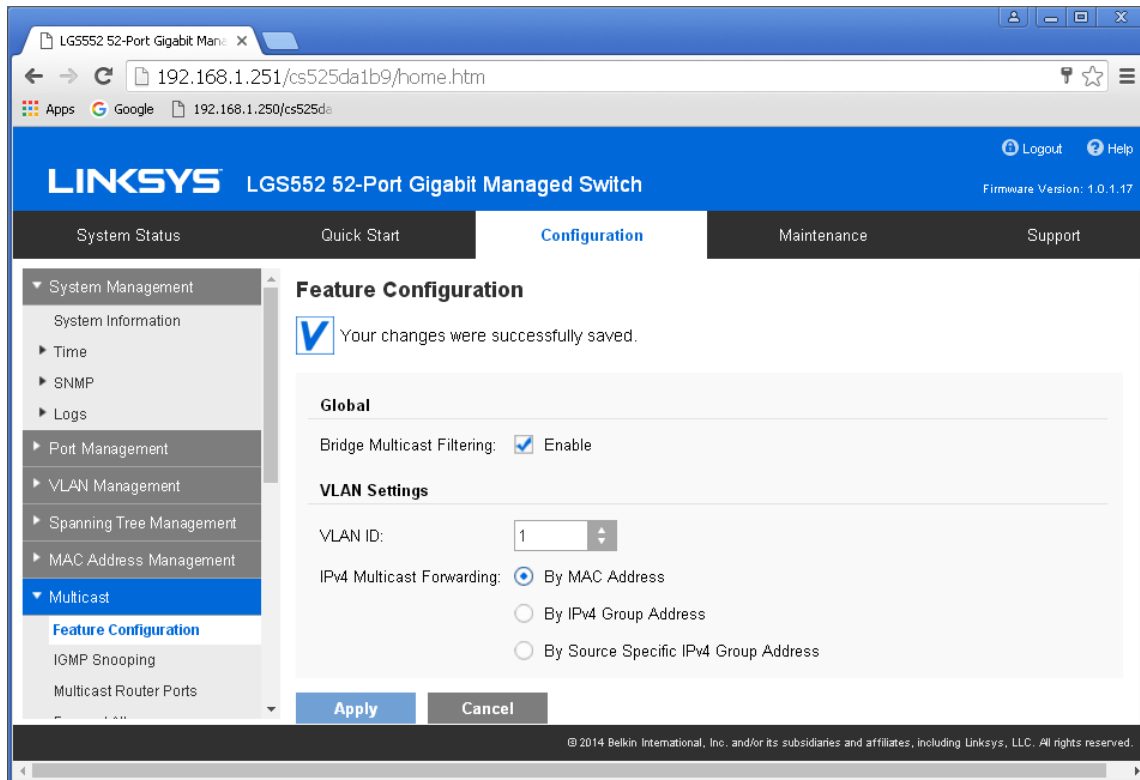 LGS552 52-Port Gigabit Mana
192.168.1.251/cs525da1b9/home.htm
Apps Google 192.168.1.250/cs525da
Logout Help
LINKSYS LGS552 52-Port Gigabit Managed Switch
Firmware Version: 1.0.1.17
System Status Quick Start Configuration Maintenance Support
System Management
System Information
Time
SNMP
Logs
Port Management
VLAN Management
Spanning Tree Management
MAC Address Management
Multicast
Feature Configuration
IGMP Snooping
Multicast Router Ports
Feature Configuration
V Your changes were successfully saved.
Global
Bridge Multicast Filtering: Enable
VLAN Settings
VLAN ID: 1
IPv4 Multicast Forwarding: By MAC Address
By IPv4 Group Address
By Source Specific IPv4 Group Address
Apply Cancel
© 2014 Belkin International, Inc. and/or its subsidiaries and affiliates, including Linksys, LLC. All rights reserved.